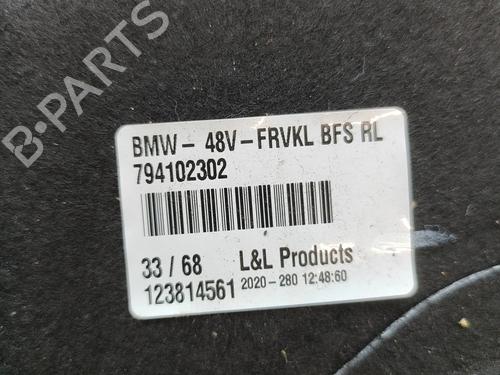 BMW - 48V - FRVKL BFS RL
794102302
33 / 68 L&L Products
123814561 2020-280 12:48:60
B-PARTS